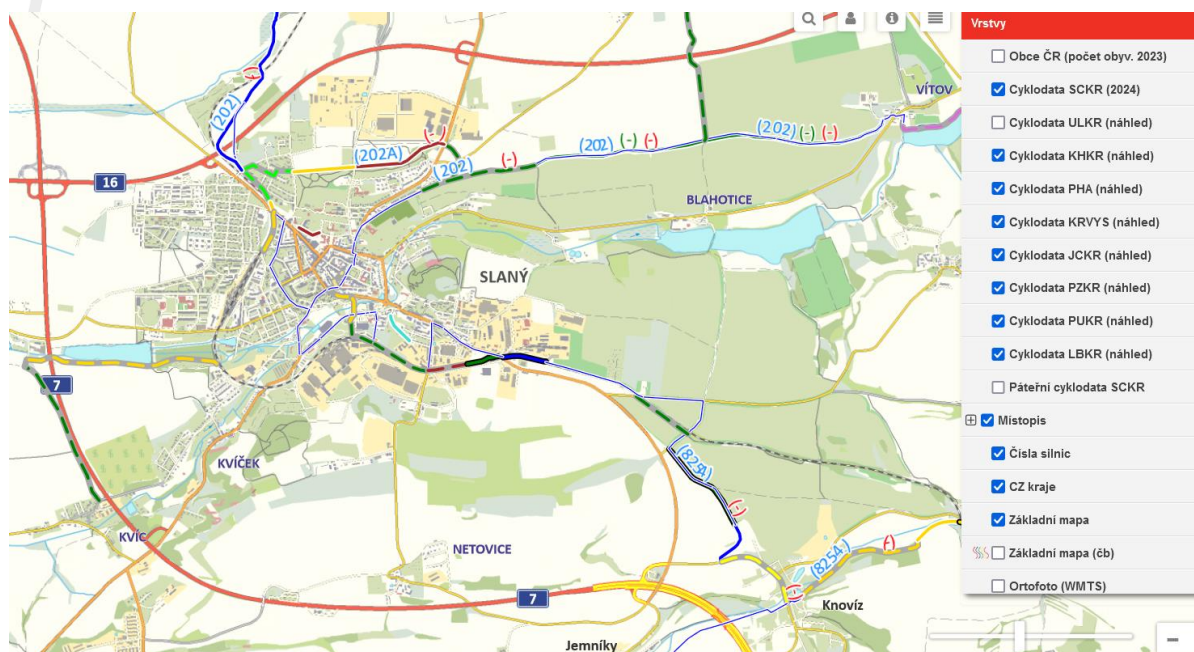 Vrstvy
Obce ČR (počet obyv. 2023)
Cyklodata SCKR (2024)
Cyklodata ULKR (náhled)
Cyklodata KHKR (náhled)
Cyklodata PHA (náhled)
Cyklodata KRVYS (náhled)
Cyklodata JCKR (náhled)
Cyklodata PZKR (náhled)
Cyklodata PUKR (náhled)
Cyklodata LBKR (náhled)
Páteřní cyklodata SCKR
Místopis
Čísla silnic
CZ kraje
Základní mapa
Základní mapa (čb)
Ortofoto (WMTS)
(-)
(202)
VÍTOV
(-)
(202) (-) (-)
(202) (-) (-)
(202A)
(-)
(202)
16
BLAHOTICE
SLANÝ
7
KVÍČEK
(8254)
(-)
KVÍC
NETOVICE
(8254)
(-)
(-)
7
Knovíz
Jemníky